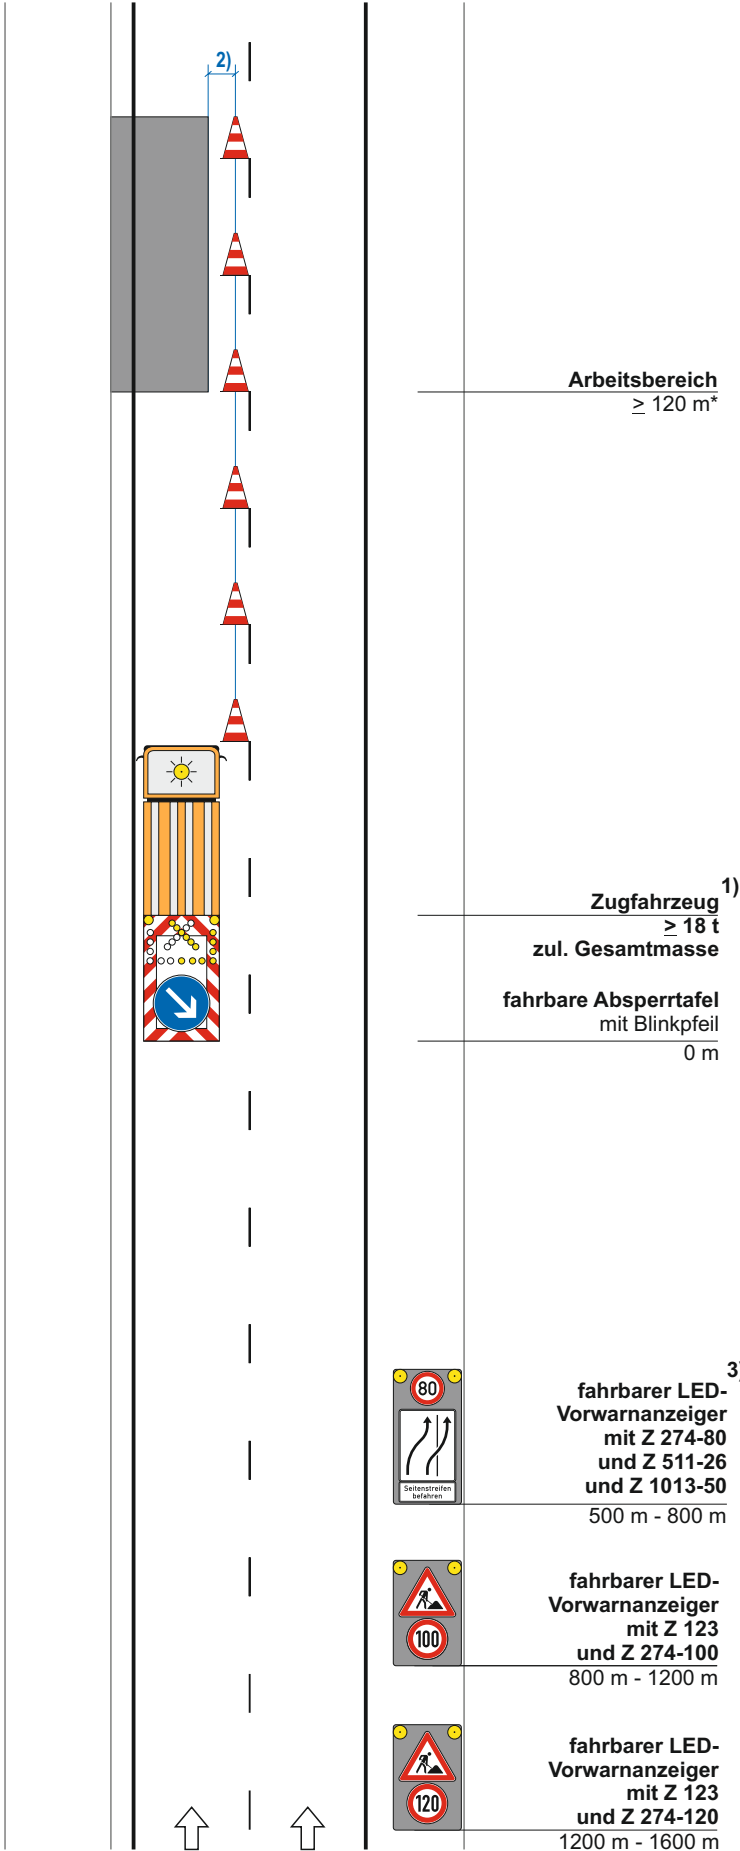 2)
Arbeitsbereich
≥ 120 m*
1)
Zugfahrzeug
≥ 18 t
zul. Gesamtmasse
fahrbare Absperrtafel
mit Blinkpfeil
0 m
3)
80
Seitenstreifen
befahren
fahrbarer LED-
Vorwarnanzeiger
mit Z 274-80
und Z 511-26
und Z 1013-50
500 m - 800 m
100
fahrbarer LED-
Vorwarnanzeiger
mit Z 123
und Z 274-100
800 m - 1200 m
120
fahrbarer LED-
Vorwarnanzeiger
mit Z 123
und Z 274-120
1200 m - 1600 m